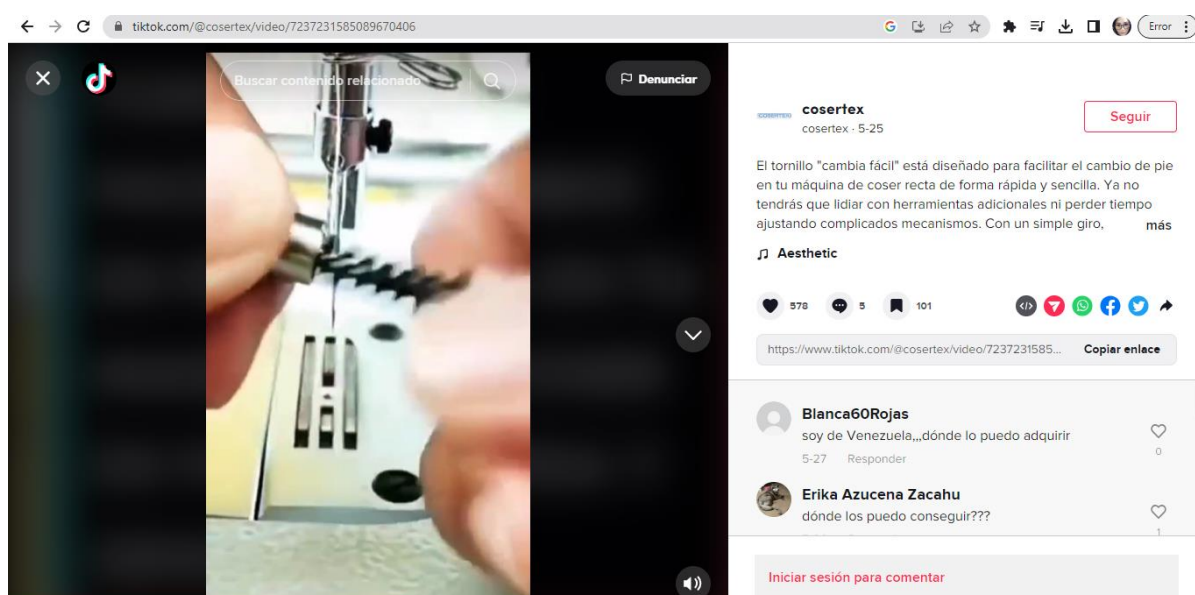 tiktok.com/@cosertex/video/7237231585089670406
Error
Buscar contenido relacionado
Denunciar
COSERTEX
cosertex
cosertex · 5-25
Seguir
El tornillo "cambia fácil" está diseñado para facilitar el cambio de pie
en tu máquina de coser recta de forma rápida y sencilla. Ya no
tendrás que lidiar con herramientas adicionales ni perder tiempo
ajustando complicados mecanismos. Con un simple giro,
más
Aesthetic
578
5
101
https://www.tiktok.com/@cosertex/video/7237231585...
Copiar enlace
Blanca60Rojas
soy de Venezuela,,,dónde lo puedo adquirir
5-27 Responder
0
Erika Azucena Zacahu
dónde los puedo conseguir???
1
Iniciar sesión para comentar